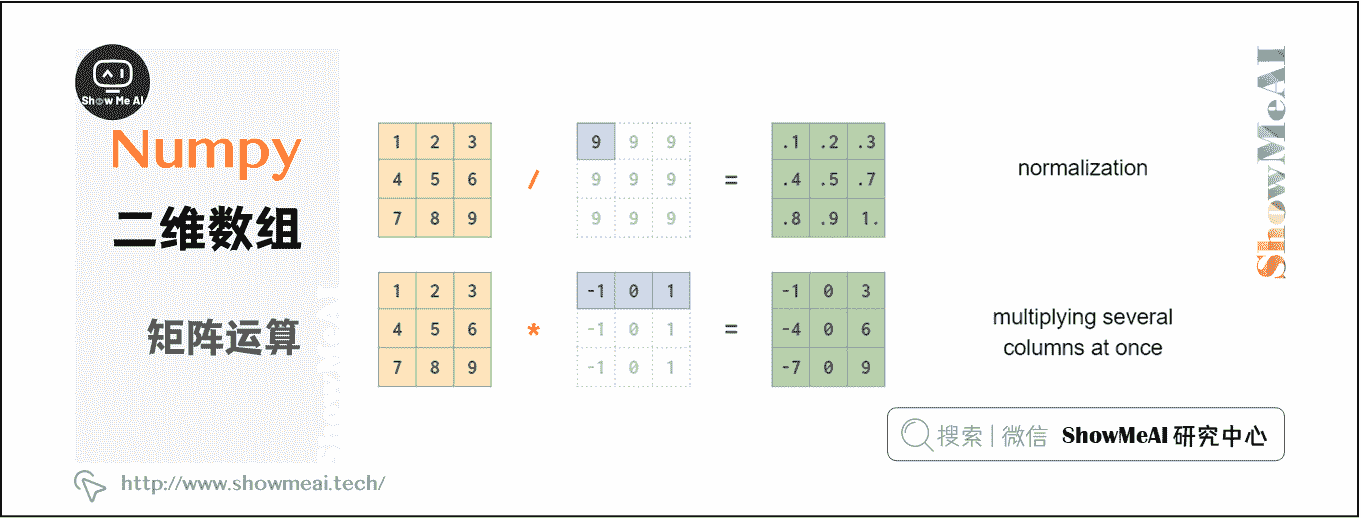 Show Me AI
Numpy
二维数组
矩阵运算
1 2 3
4 5 6
7 8 9
/
9 9 9
9 9 9
9 9 9
=
.1 .2 .3
.4 .5 .7
.8 .9 1.
normalization
1 2 3
4 5 6
7 8 9
*
-1 0 1
-1 0 1
-1 0 1
=
-1 0 3
-4 0 6
-7 0 9
multiplying several
columns at once
ShowMeAI
ShowMeAI
搜索 | 微信 ShowMeAI 研究中心
http://www.showmeai.tech/